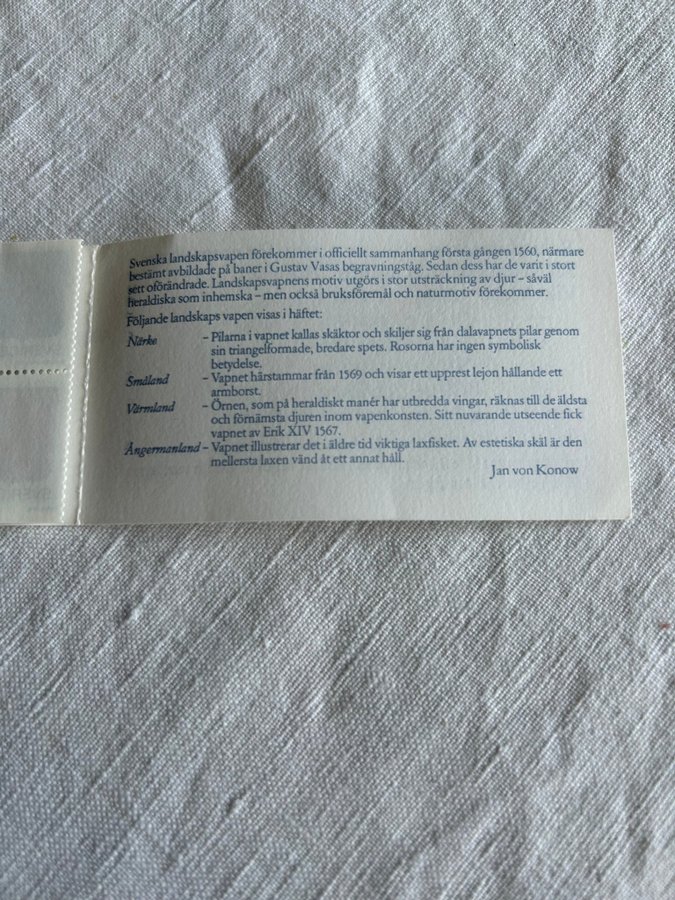 Svenska landskapsvapen förekommer i officiellt sammanhang första gången 1560, närmare
bestämt avbildade på baner i Gustav Vasas begravningståg. Sedan dess har de varit i stort
sett oförändrade. Landskapsvapnens motiv utgörs i stor utsträckning av djur – såväl
heraldiska som inhemska – men också bruksföremål och naturmotiv förekommer.
Följande landskaps vapen visas i häftet:
Närke – Pilarna i vapnet kallas skäktor och skiljer sig från dalavapnets pilar genom
sin triangelformade, bredare spets. Rosorna har ingen symbolisk
betydelse.
Småland – Vapnet härstammar från 1569 och visar ett upprest lejon hållande ett
armborst.
Värmland – Örnen, som på heraldiskt manér har utbredda vingar, räknas till de äldsta
och förnämsta djuren inom vapenkonsten. Sitt nuvarande utseende fick
vapnet av Erik XIV 1567.
Ångermanland – Vapnet illustrerar det i äldre tid viktiga laxfisket. Av estetiska skäl är den
mellersta laxen vänd åt ett annat håll.
Jan von Konow